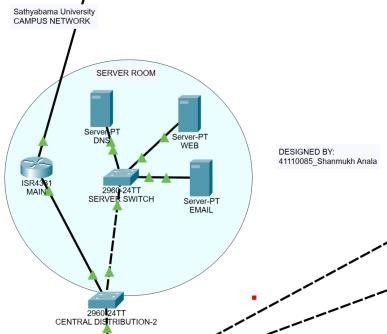 Sathyabama University
CAMPUS NETWORK
SERVER ROOM
Server-PT
DNS
Server-PT
WEB
DESIGNED BY:
41110085_Shanmukh Anala
ISR4331
MAIN
2960-24TT
SERVER SWITCH
Server-PT
EMAIL
2960-24TT
CENTRAL DISTRIBUTION-2